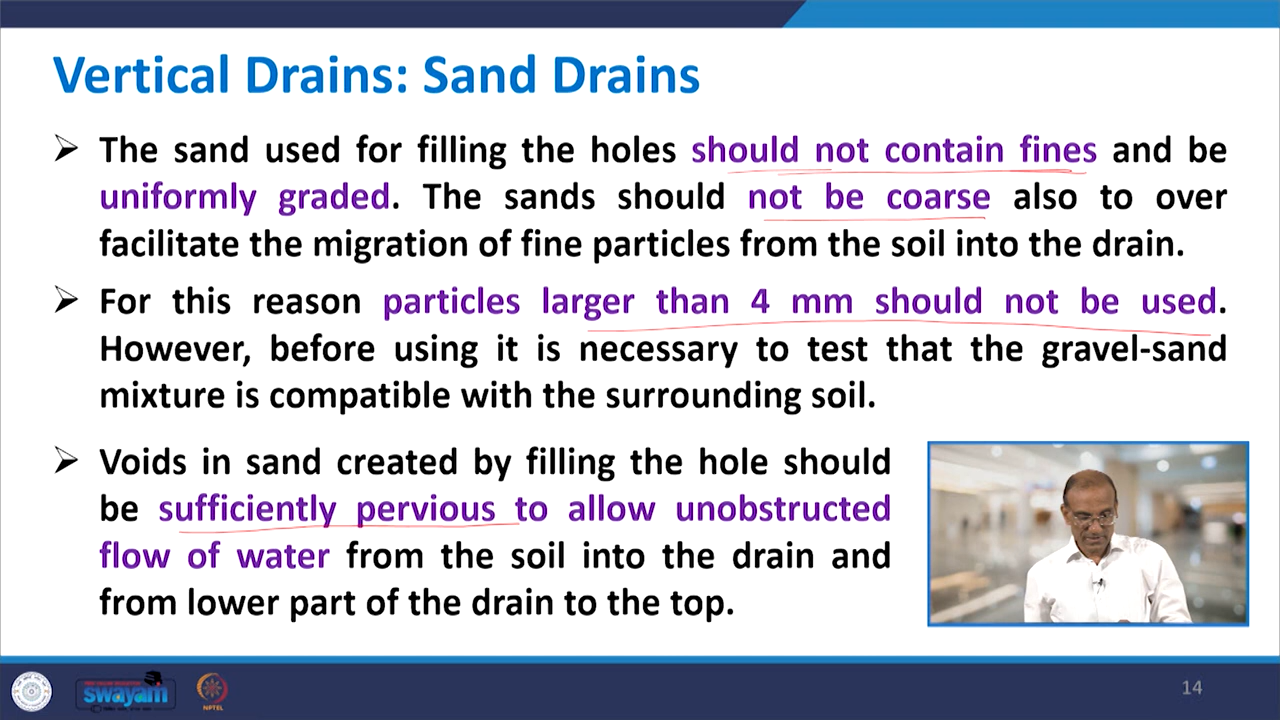 Vertical Drains: Sand Drains
➢ The sand used for filling the holes should not contain fines and be
uniformly graded. The sands should not be coarse also to over
facilitate the migration of fine particles from the soil into the drain.
➢ For this reason particles larger than 4 mm should not be used.
However, before using it is necessary to test that the gravel-sand
mixture is compatible with the surrounding soil.
➢ Voids in sand created by filling the hole should
be sufficiently pervious to allow unobstructed
flow of water from the soil into the drain and
from lower part of the drain to the top.
swayam
NPTEL
14